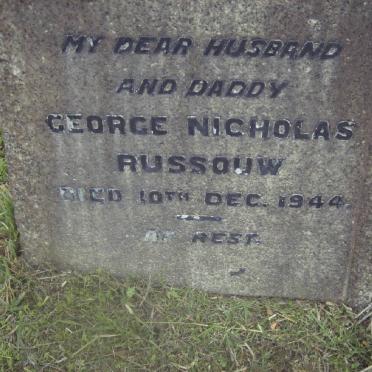 MY DEAR HUSBAND
AND DADDY
GEORGE NICHOLAS
RUSSOUW
DIED 10TH DEC. 1944.
AT REST.